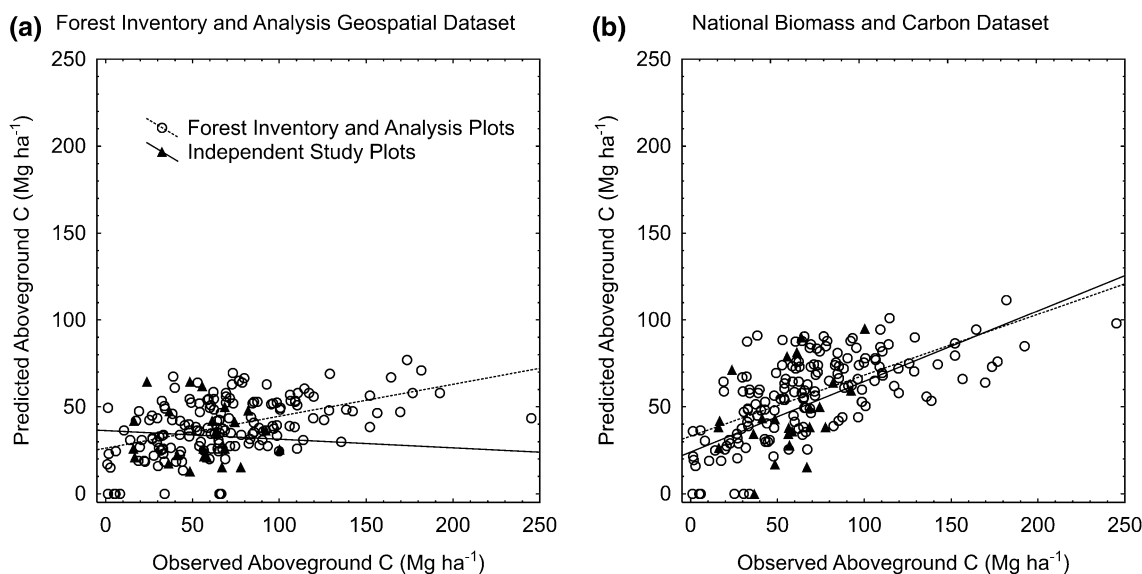 (a) Forest Inventory and Analysis Geospatial Dataset
250
200
150
100
50
0
Predicted Aboveground C (Mg ha⁻¹)
Forest Inventory and Analysis Plots
Independent Study Plots
0 50 100 150 200 250
Observed Aboveground C (Mg ha⁻¹)
(b) National Biomass and Carbon Dataset
250
200
150
100
50
0
Predicted Aboveground C (Mg ha⁻¹)
0 50 100 150 200 250
Observed Aboveground C (Mg ha⁻¹)